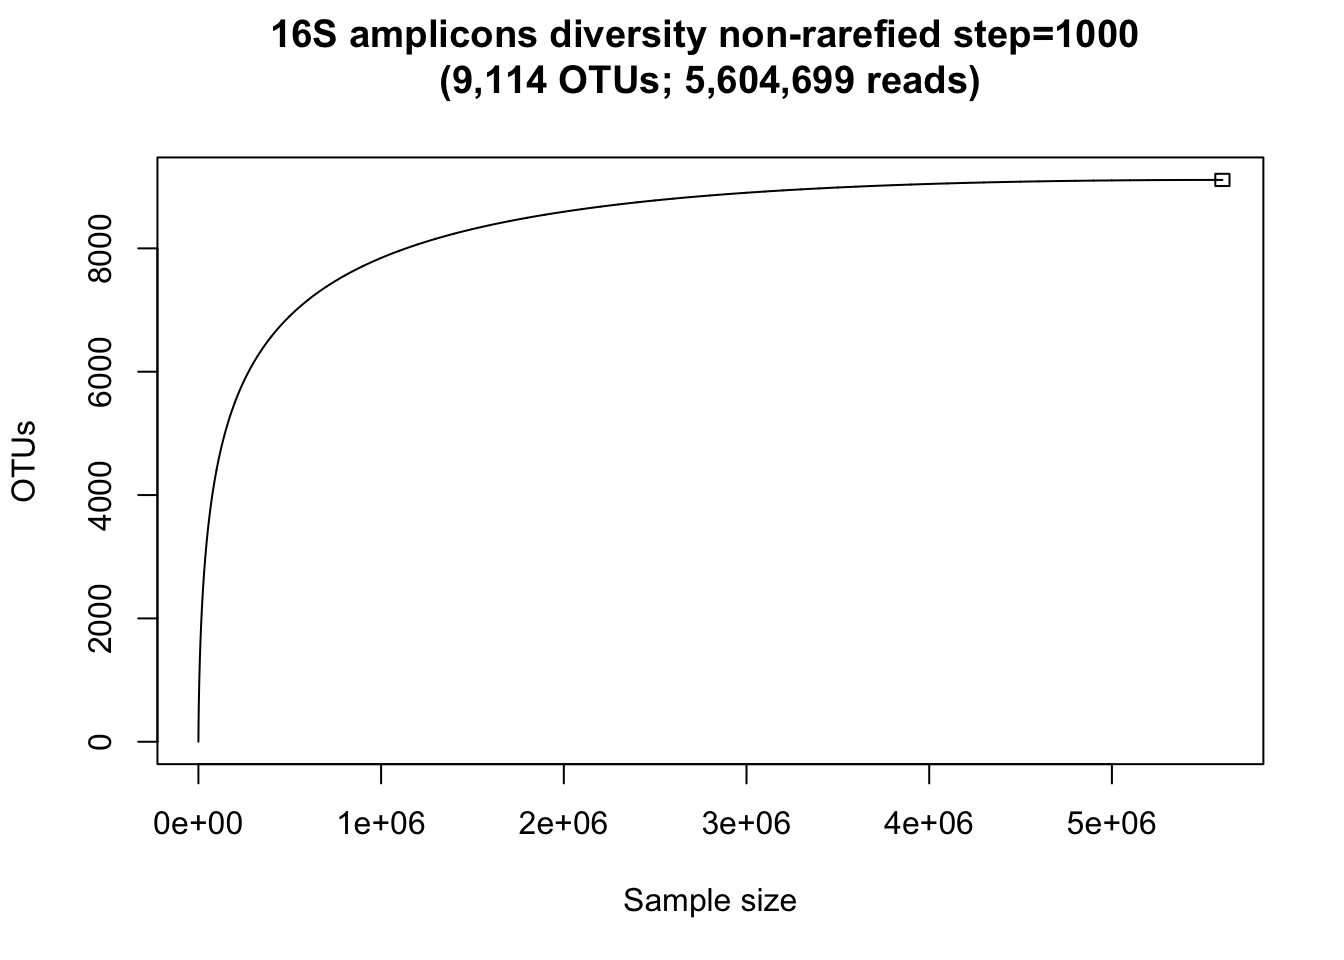 16S amplicons diversity non-rarefied step=1000
(9,114 OTUs; 5,604,699 reads)
OTUs
8000
6000
4000
2000
0
0e+00 1e+06 2e+06 3e+06 4e+06 5e+06
Sample size